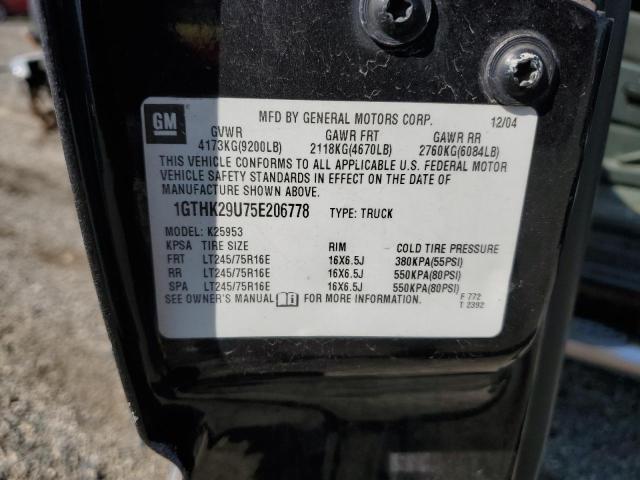 GM
MFD BY GENERAL MOTORS CORP. 12/04
GVWR GAWR FRT GAWR RR
4173KG(9200LB) 2118KG(4670LB) 2760KG(6084LB)
THIS VEHICLE CONFORMS TO ALL APPLICABLE U.S. FEDERAL MOTOR
VEHICLE SAFETY STANDARDS IN EFFECT ON THE DATE OF
MANUFACTURE SHOWN ABOVE.
1GTHK29U75E206778 TYPE: TRUCK
MODEL: K25953
KPSA TIRE SIZE RIM COLD TIRE PRESSURE
FRT LT245/75R16E 16X6.5J 380KPA(55PSI)
RR LT245/75R16E 16X6.5J 550KPA(80PSI)
SPA LT245/75R16E 16X6.5J 550KPA(80PSI)
SEE OWNER'S MANUAL FOR MORE INFORMATION.
F 772
T 2392